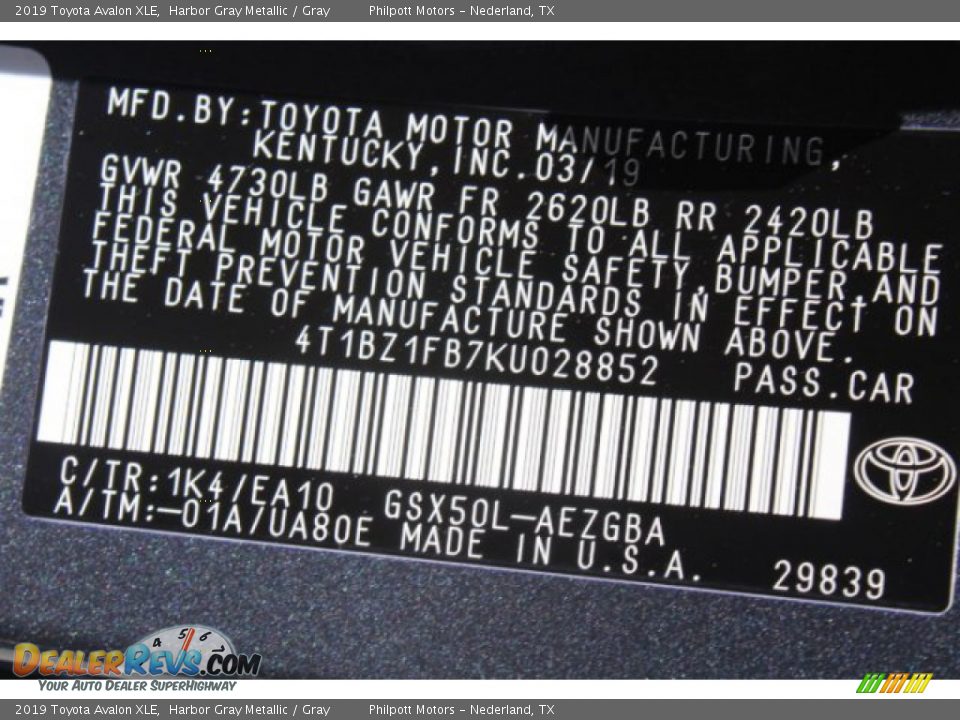 2019 Toyota Avalon XLE, Harbor Gray Metallic / Gray Philpott Motors - Nederland, TX
MFD.BY:TOYOTA MOTOR MANUFACTURING,
KENTUCKY,INC.03/19
GVWR 4730LB GAWR FR 2620LB RR 2420LB
THIS VEHICLE CONFORMS TO ALL APPLICABLE
FEDERAL MOTOR VEHICLE SAFETY,BUMPER,AND
THEFT PREVENTION STANDARDS IN EFFECT ON
THE DATE OF MANUFACTURE SHOWN ABOVE.
4T1BZ1FB7KU028852 PASS.CAR
C/TR:1K4/EA10 GSX50L-AEZGBA
A/TM:-01A/UA80E MADE IN U.S.A. 29839
4 5 6
DEALERREVS.COM
YOUR AUTO DEALER SUPERHIGHWAY
2019 Toyota Avalon XLE, Harbor Gray Metallic / Gray Philpott Motors - Nederland, TX